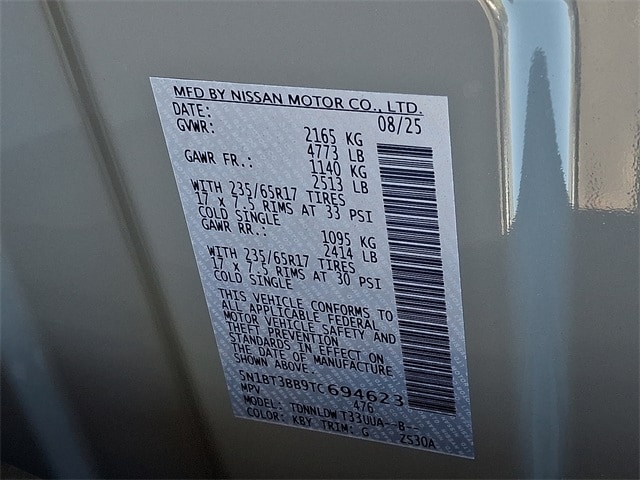 MFD BY NISSAN MOTOR CO., LTD.
DATE: 08/25
GVWR: 2165 KG
4773 LB
GAWR FR.: 1140 KG
2513 LB
WITH 235/65R17 TIRES
17 X 7.5 RIMS AT 33 PSI
COLD SINGLE
GAWR RR.: 1095 KG
2414 LB
WITH 235/65R17 TIRES
17 X 7.5 RIMS AT 30 PSI
COLD SINGLE
THIS VEHICLE CONFORMS TO
ALL APPLICABLE FEDERAL
MOTOR VEHICLE SAFETY AND
THEFT PREVENTION
STANDARDS IN EFFECT ON
THE DATE OF MANUFACTURE
SHOWN ABOVE.
5N1BT3BB9TC694623
MPV 476
MODEL: TDNNLDWT33UUA--B--
COLOR: KBY TRIM: G 2S30A